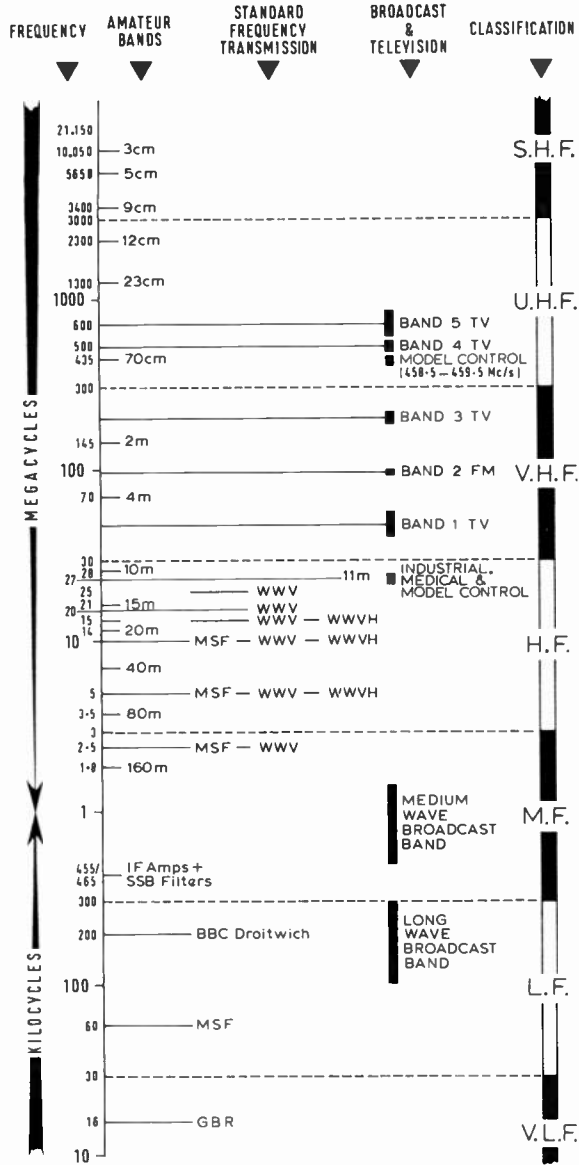 FREQUENCY
AMATEUR
BANDS
STANDARD
FREQUENCY
TRANSMISSION
BROADCAST
&
TELEVISION
CLASSIFICATION
21,150
10,050 3cm S.H.F.
5650 5cm
3400 9cm
3000
2300 12cm
1300 23cm
1000 U.H.F.
600 BAND 5 TV
500 BAND 4 TV
435 70cm MODEL CONTROL
(458·5 — 459·5 Mc/s)
300
BAND 3 TV
145 2m
100 BAND 2 FM V.H.F.
70 4m
BAND 1 TV
30
28 10m INDUSTRIAL.
27 11m MEDICAL &
25 WWV MODEL CONTROL
21 15m
20 WWV
15 WWV — WWVH
14 20m
10 MSF — WWV — WWVH H.F.
40m
5 MSF — WWV — WWVH
3·5 80m
3
2·5 MSF — WWV
1·8 160m
1 M.F.
MEDIUM
WAVE
BROADCAST
BAND
455/ IF Amps +
465 SSB Filters
300
200 BBC Droitwich
LONG
WAVE
BROADCAST
BAND
100 L.F.
60 MSF
30
16 GBR V.L.F.
10
MEGACYCLES
KILOCYCLES